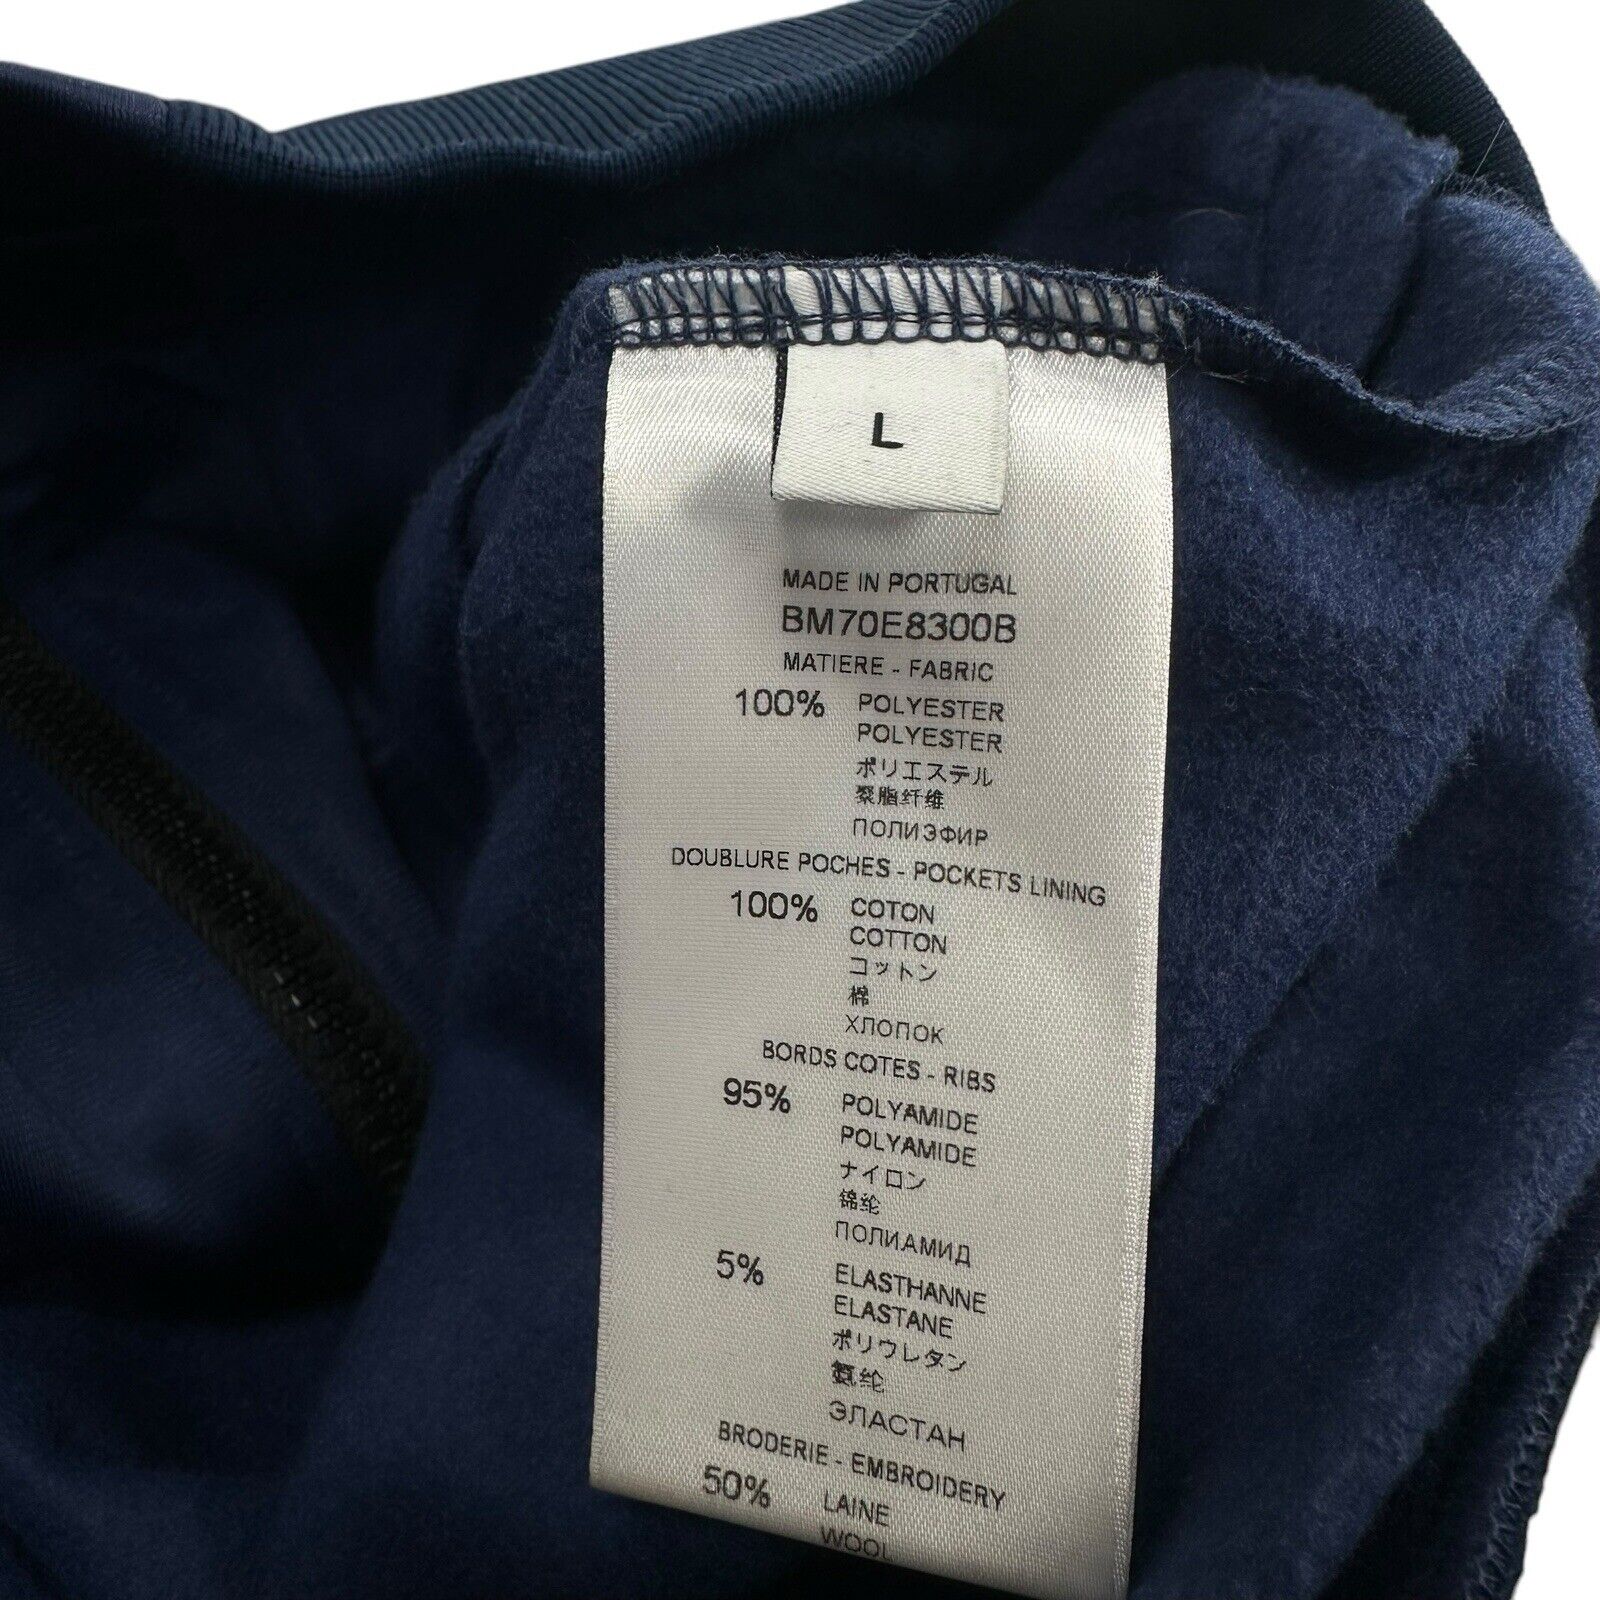 L
MADE IN PORTUGAL
BM70E8300B
MATIERE - FABRIC
100% POLYESTER
POLYESTER
ポリエステル
聚脂纤维
ПОЛИЭФИР
DOUBLURE POCHES - POCKETS LINING
100% COTON
COTTON
コットン
棉
ХЛОПОК
BORDS COTES - RIBS
95% POLYAMIDE
POLYAMIDE
ナイロン
锦纶
ПОЛИАМИД
5% ELASTHANNE
ELASTANE
ポリウレタン
氨纶
ЭЛАСТАН
BRODERIE - EMBROIDERY
50% LAINE
WOOL